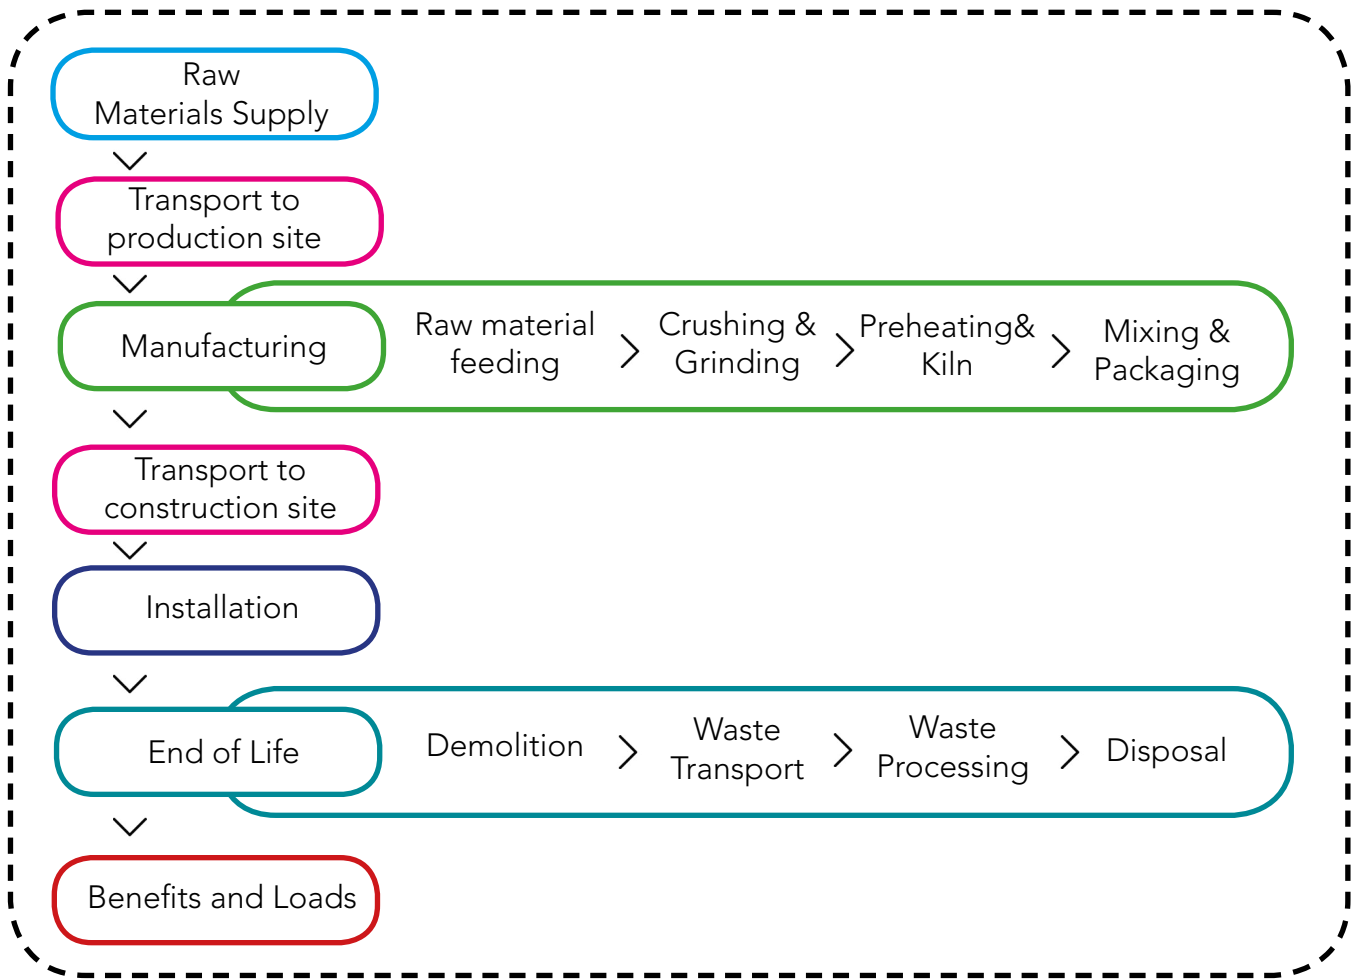 Raw
Materials Supply
Transport to
production site
Manufacturing
Raw material
feeding
Crushing &
Grinding
Preheating&
Kiln
Mixing &
Packaging
Transport to
construction site
Installation
End of Life
Demolition
Waste
Transport
Waste
Processing
Disposal
Benefits and Loads